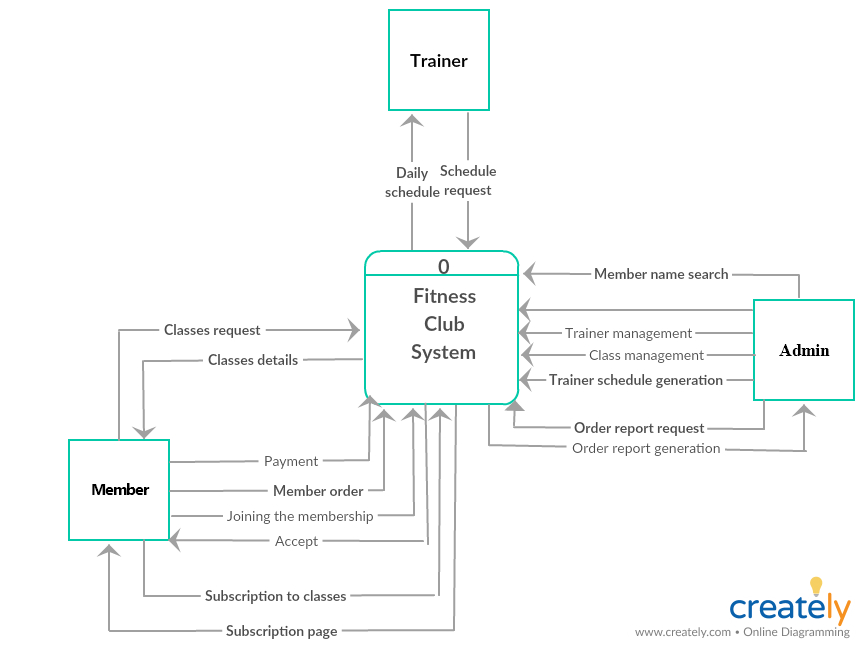 Trainer
Daily
schedule
Schedule
request
0
Fitness
Club
System
Member name search
Trainer management
Class management
Trainer schedule generation
Admin
Order report request
Order report generation
Classes request
Classes details
Member
Payment
Member order
Joining the membership
Accept
Subscription to classes
Subscription page
creately
www.creately.com • Online Diagramming